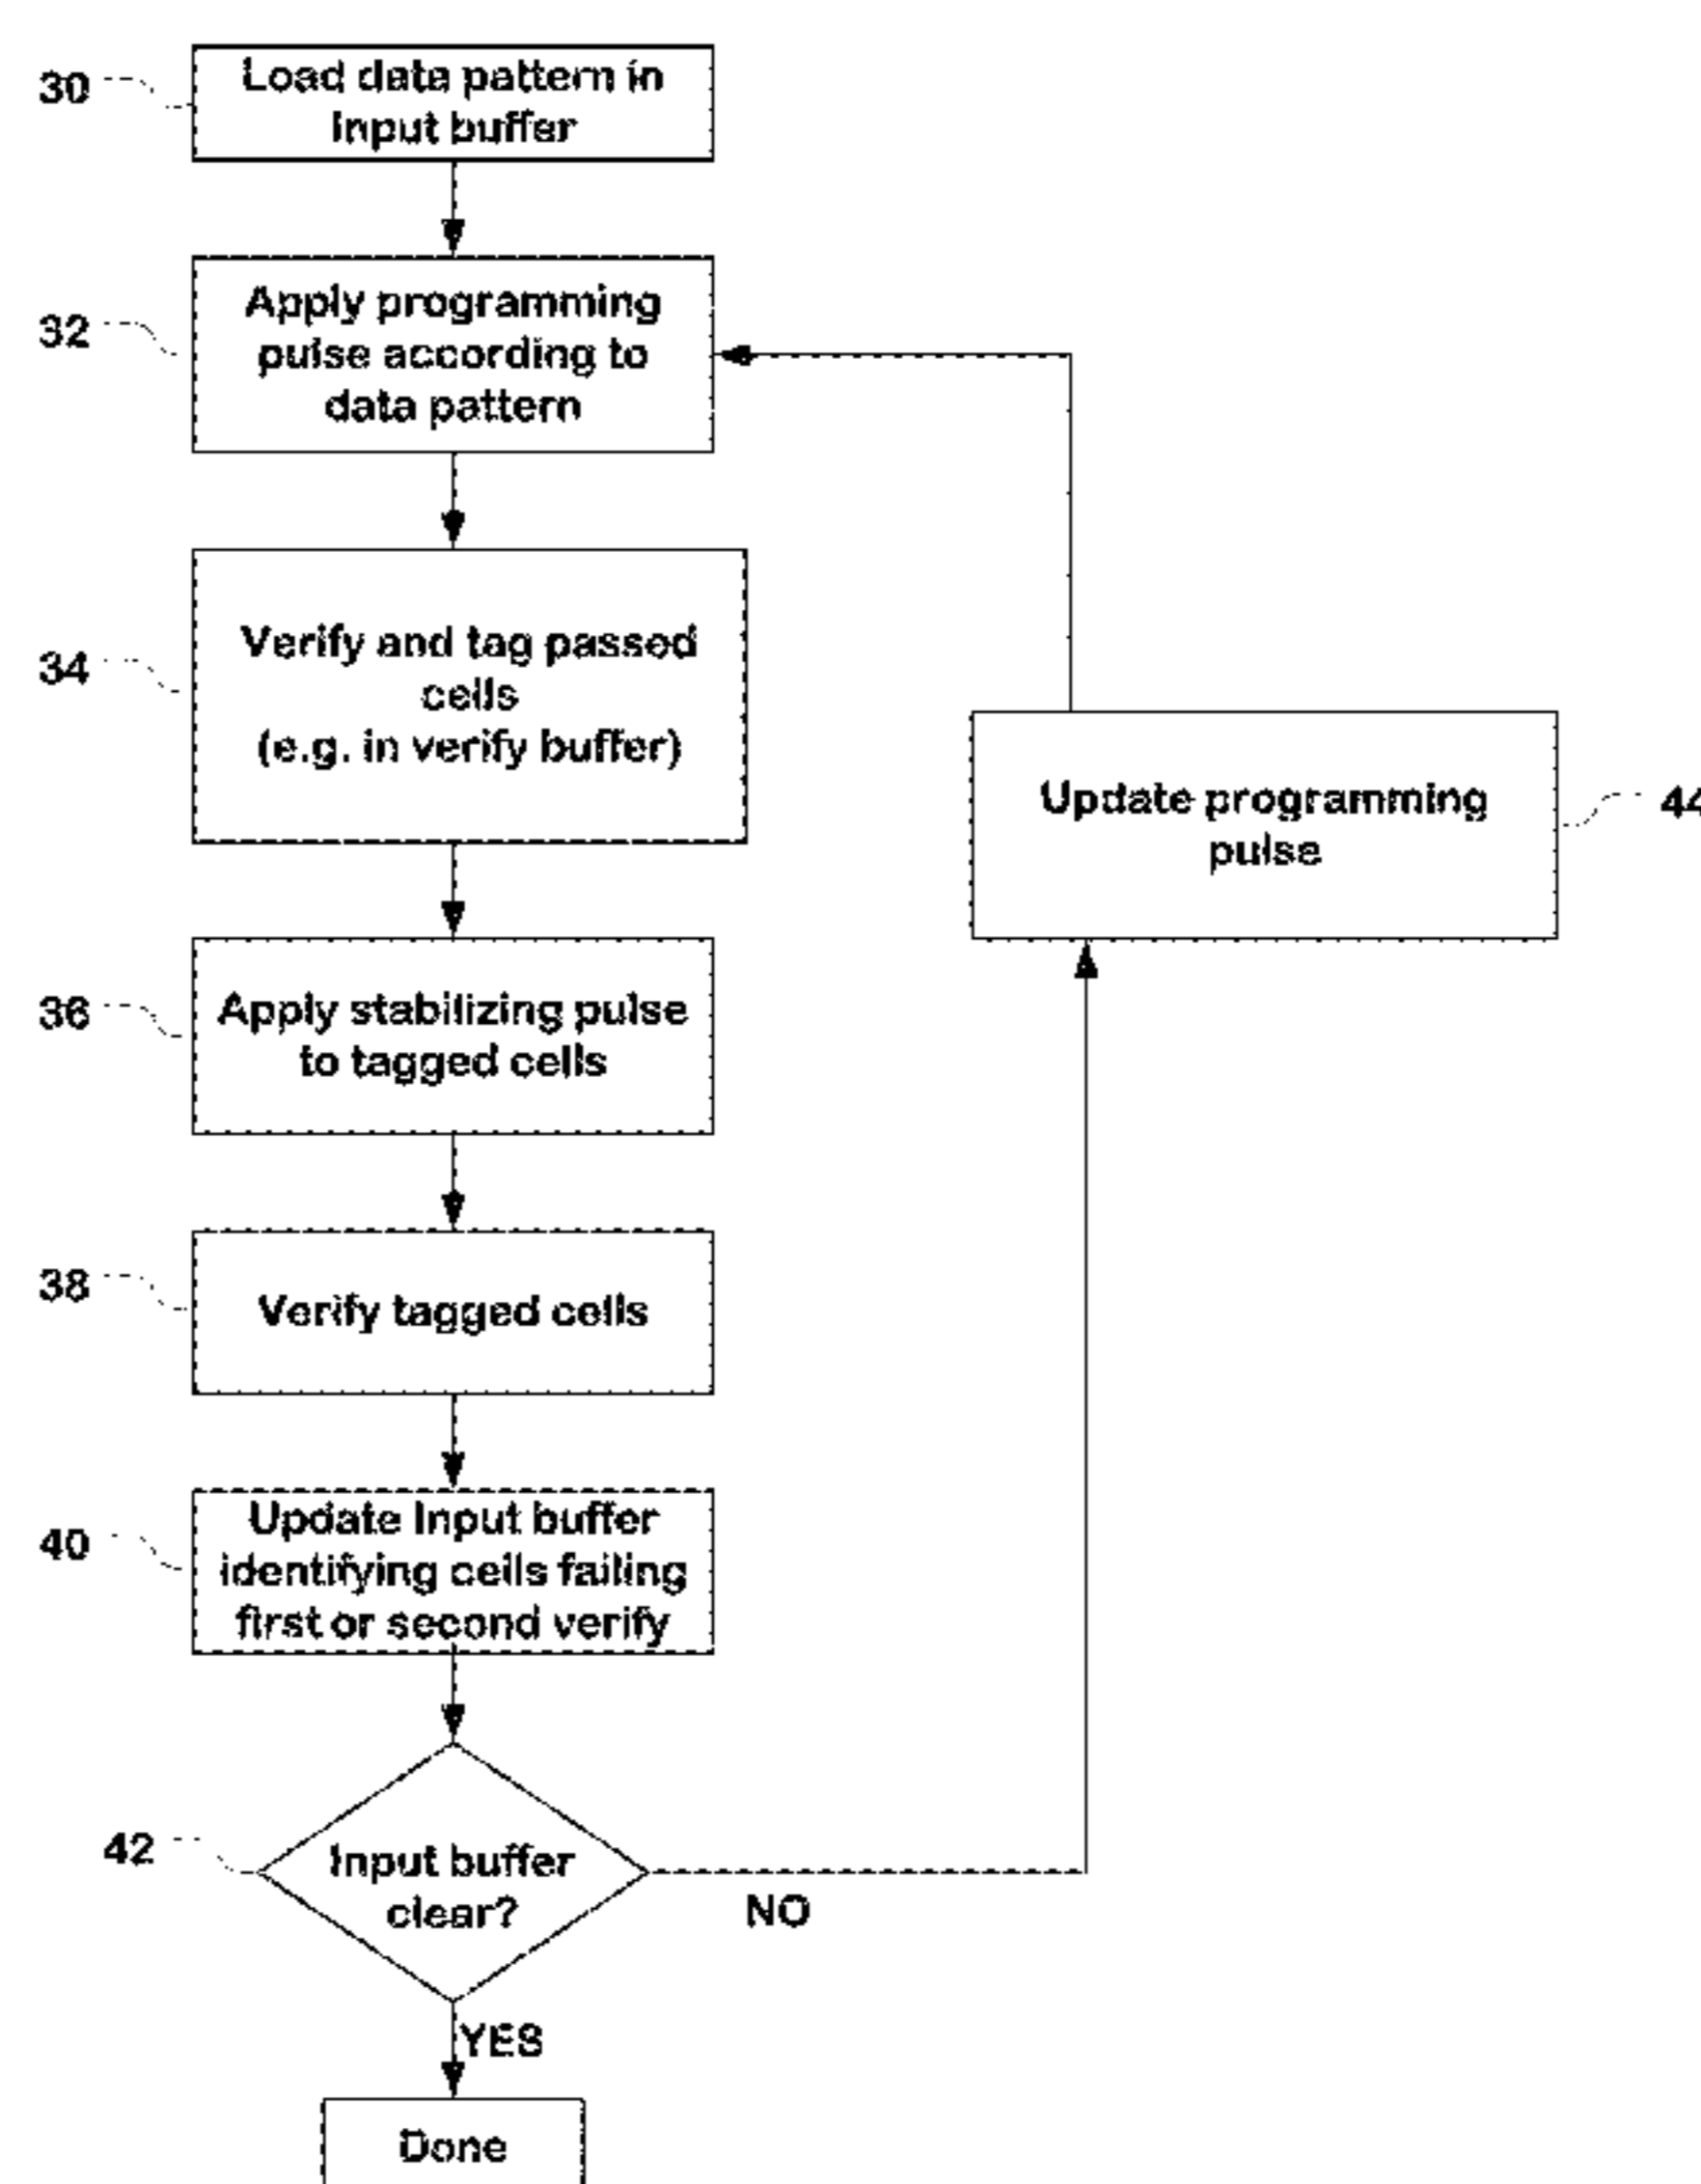 30
Load data pattern in
Input buffer
32
Apply programming
pulse according to
data pattern
34
Verify and tag passed
cells
(e.g. in verify buffer)
Update programming
pulse
44
36
Apply stabilizing pulse
to tagged cells
38
Verify tagged cells
40
Update Input buffer
identifying cells failing
first or second verify
42
Input buffer
clear?
NO
YES
Done